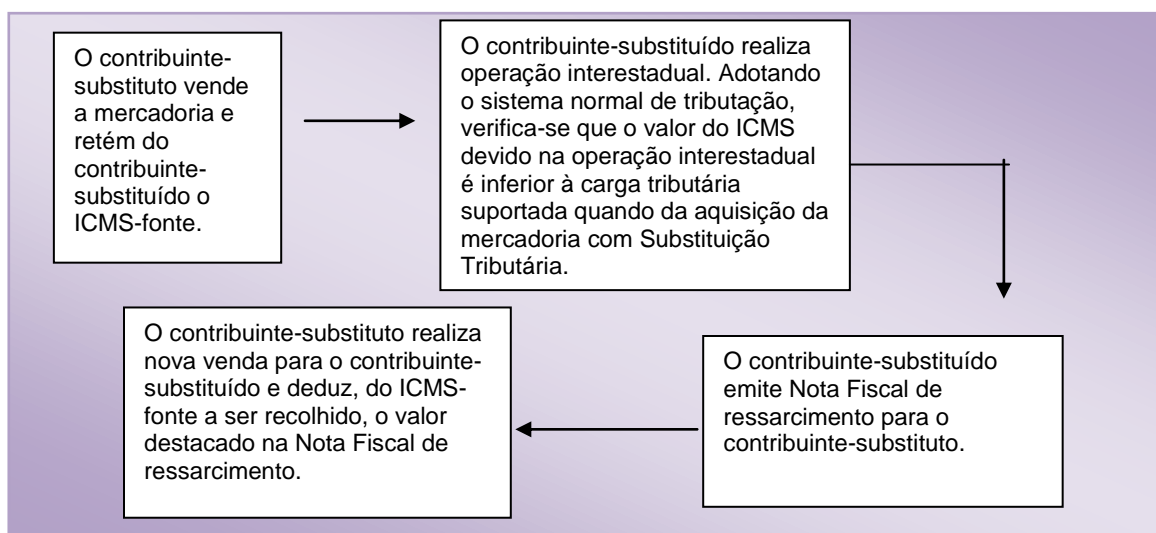 O contribuinte-
substituto vende
a mercadoria e
retém do
contribuinte-
substituído o
ICMS-fonte.
O contribuinte-substituído realiza
operação interestadual. Adotando
o sistema normal de tributação,
verifica-se que o valor do ICMS
devido na operação interestadual
é inferior à carga tributária
suportada quando da aquisição da
mercadoria com Substituição
Tributária.
O contribuinte-substituído
emite Nota Fiscal de
ressarcimento para o
contribuinte-substituto.
O contribuinte-substituto realiza
nova venda para o contribuinte-
substituído e deduz, do ICMS-
fonte a ser recolhido, o valor
destacado na Nota Fiscal de
ressarcimento.